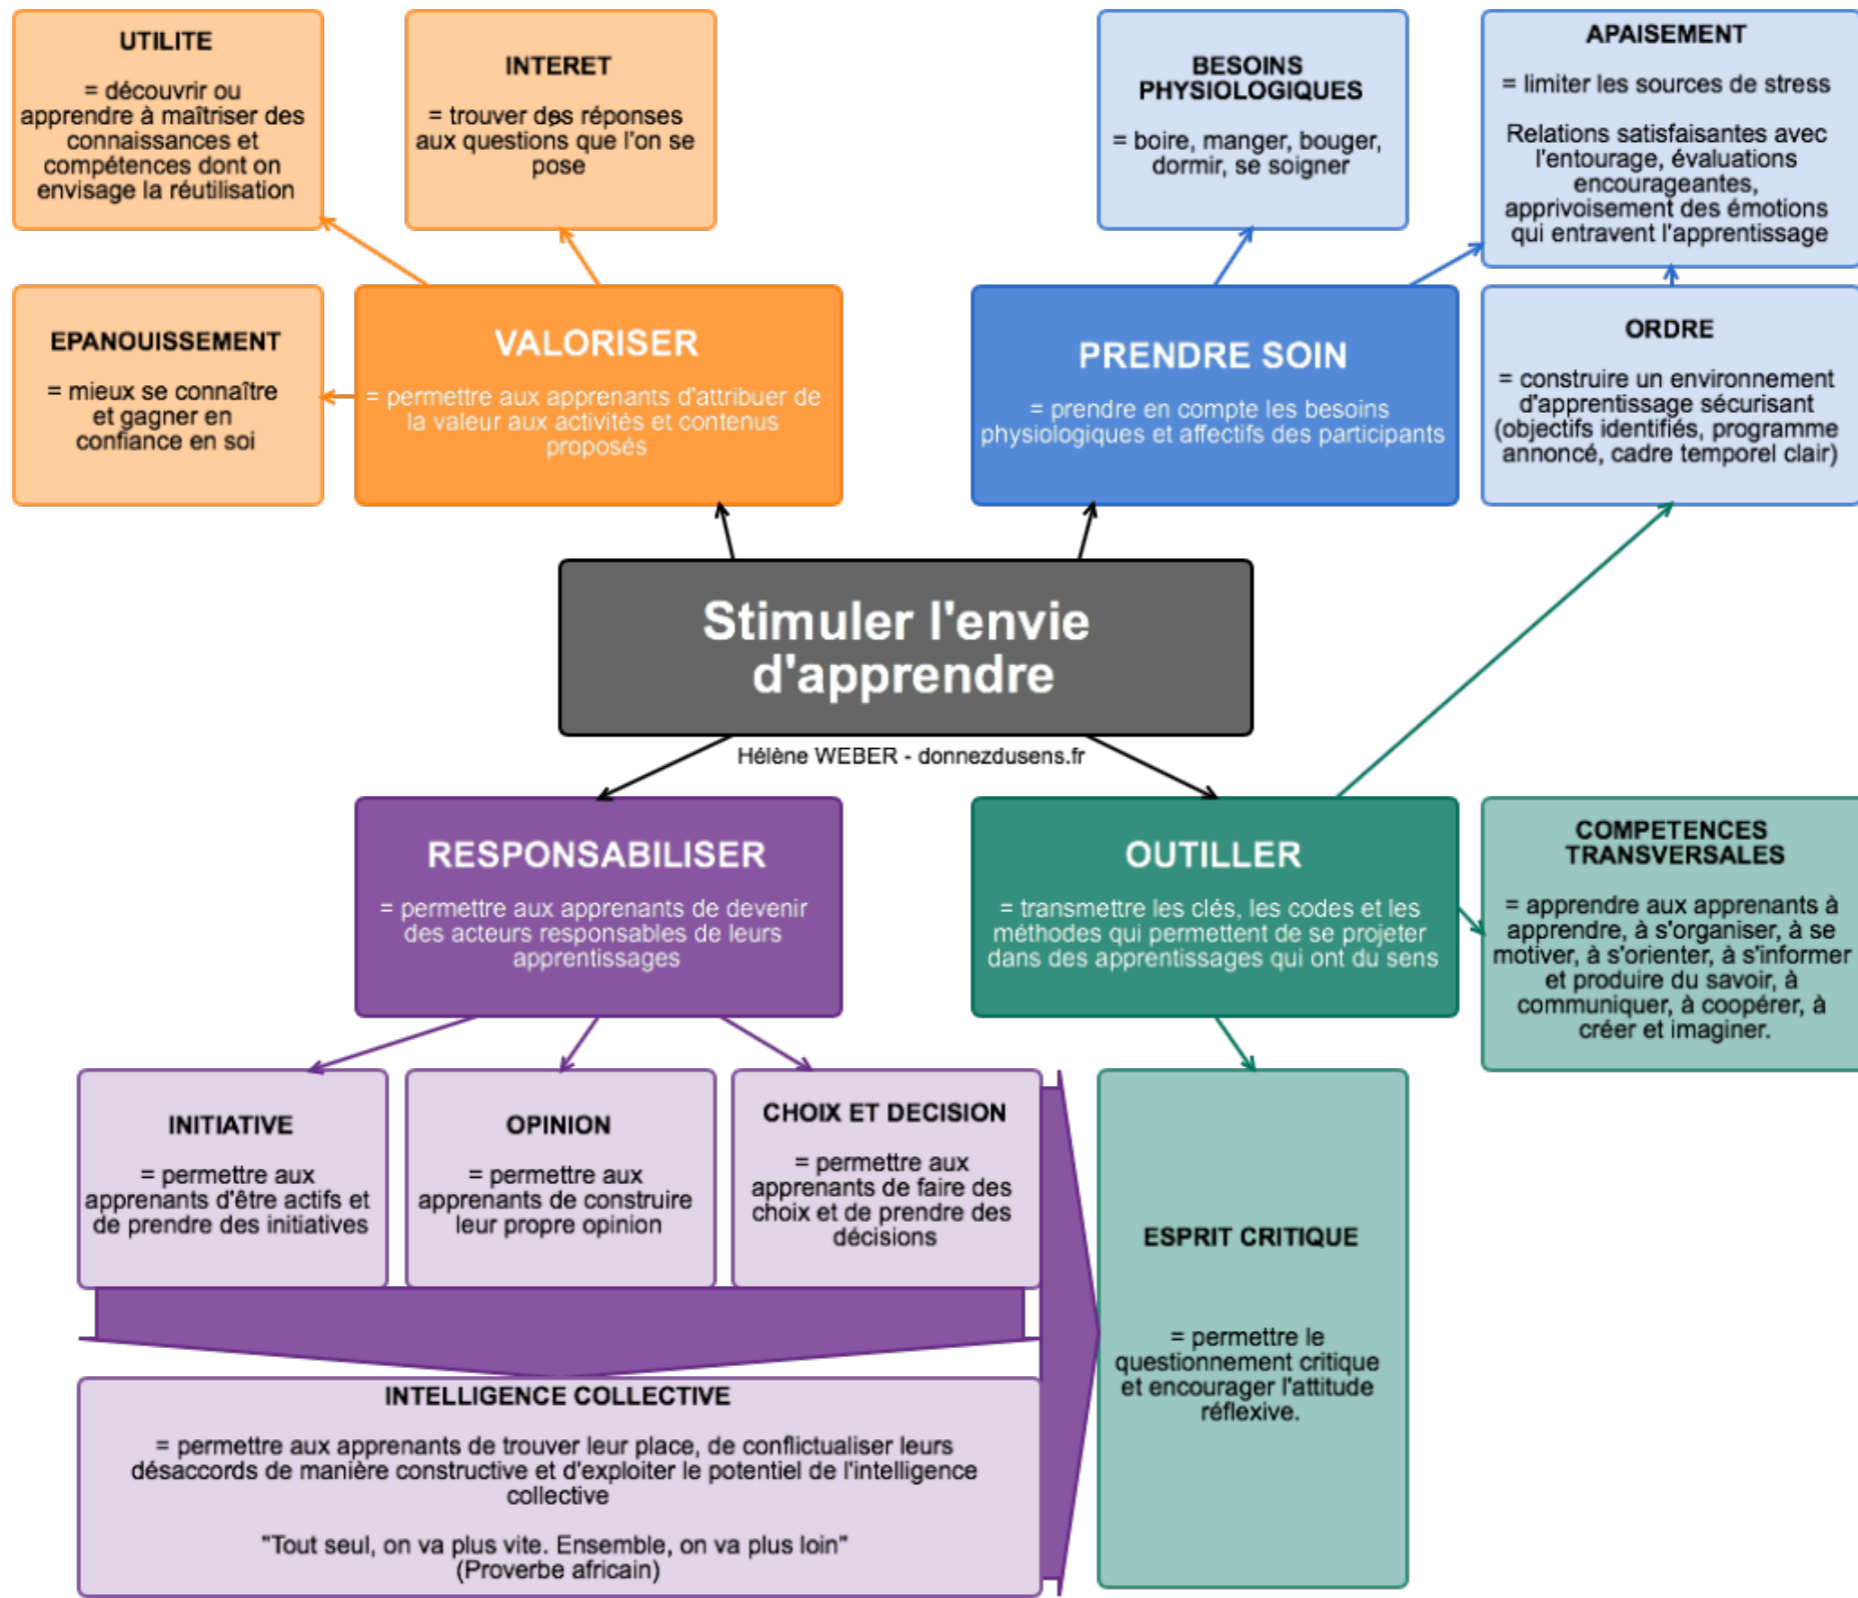 UTILITE
= découvrir ou
apprendre à maîtriser des
connaissances et
compétences dont on
envisage la réutilisation
INTERET
= trouver des réponses
aux questions que l'on se
pose
BESOINS
PHYSIOLOGIQUES
= boire, manger, bouger,
dormir, se soigner
APAISEMENT
= limiter les sources de stress
Relations satisfaisantes avec
l'entourage, évaluations
encourageantes,
apprivoisement des émotions
qui entravent l'apprentissage
EPANOUISSEMENT
= mieux se connaître
et gagner en
confiance en soi
VALORISER
= permettre aux apprenants d'attribuer de
la valeur aux activités et contenus
proposés
PRENDRE SOIN
= prendre en compte les besoins
physiologiques et affectifs des participants
ORDRE
= construire un environnement
d'apprentissage sécurisant
(objectifs identifiés, programme
annoncé, cadre temporel clair)
Stimuler l'envie
d'apprendre
Hélène WEBER - donnezdusens.fr
RESPONSABILISER
= permettre aux apprenants de devenir
des acteurs responsables de leurs
apprentissages
OUTILLER
= transmettre les clés, les codes et les
méthodes qui permettent de se projeter
dans des apprentissages qui ont du sens
COMPETENCES
TRANSVERSALES
= apprendre aux apprenants à
apprendre, à s'organiser, à se
motiver, à s'orienter, à s'informer
et produire du savoir, à
communiquer, à coopérer, à
créer et imaginer.
INITIATIVE
= permettre aux
apprenants d'être actifs et
de prendre des initiatives
OPINION
= permettre aux
apprenants de construire
leur propre opinion
CHOIX ET DECISION
= permettre aux
apprenants de faire des
choix et de prendre des
décisions
ESPRIT CRITIQUE
= permettre le
questionnement critique
et encourager l'attitude
réflexive.
INTELLIGENCE COLLECTIVE
= permettre aux apprenants de trouver leur place, de conflictualiser leurs
désaccords de manière constructive et d'exploiter le potentiel de l'intelligence
collective
"Tout seul, on va plus vite. Ensemble, on va plus loin"
(Proverbe africain)